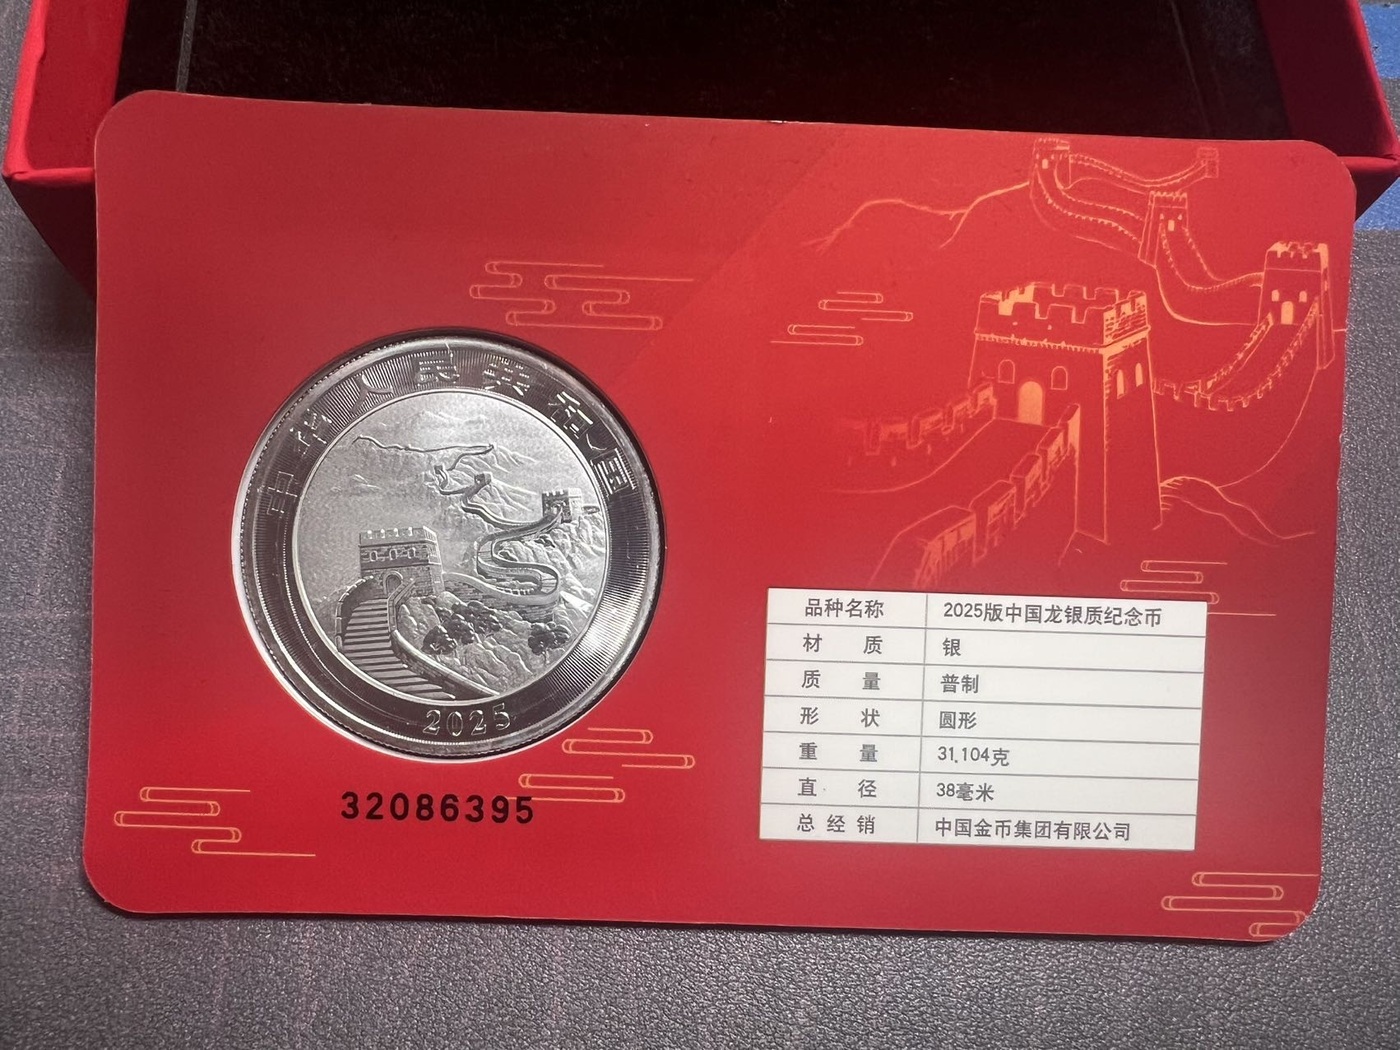 中华人民共和国
2025
32086395
品种名称 2025版中国龙银质纪念币
材 质 银
质 量 普制
形 状 圆形
重 量 31.104克
直 径 38毫米
总经销 中国金币集团有限公司